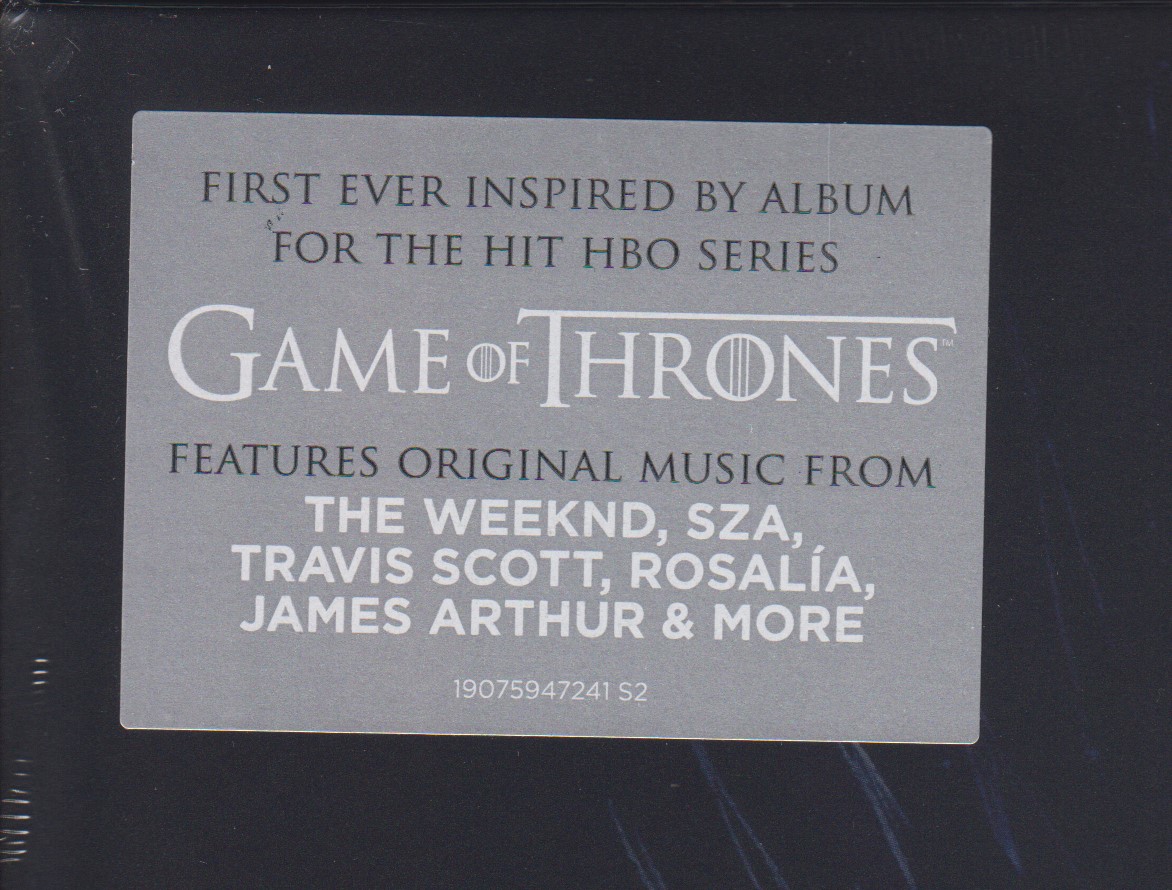 FIRST EVER INSPIRED BY ALBUM
FOR THE HIT HBO SERIES
GAME OF THRONES™
FEATURES ORIGINAL MUSIC FROM
THE WEEKND, SZA,
TRAVIS SCOTT, ROSALÍA,
JAMES ARTHUR & MORE
19075947241 S2